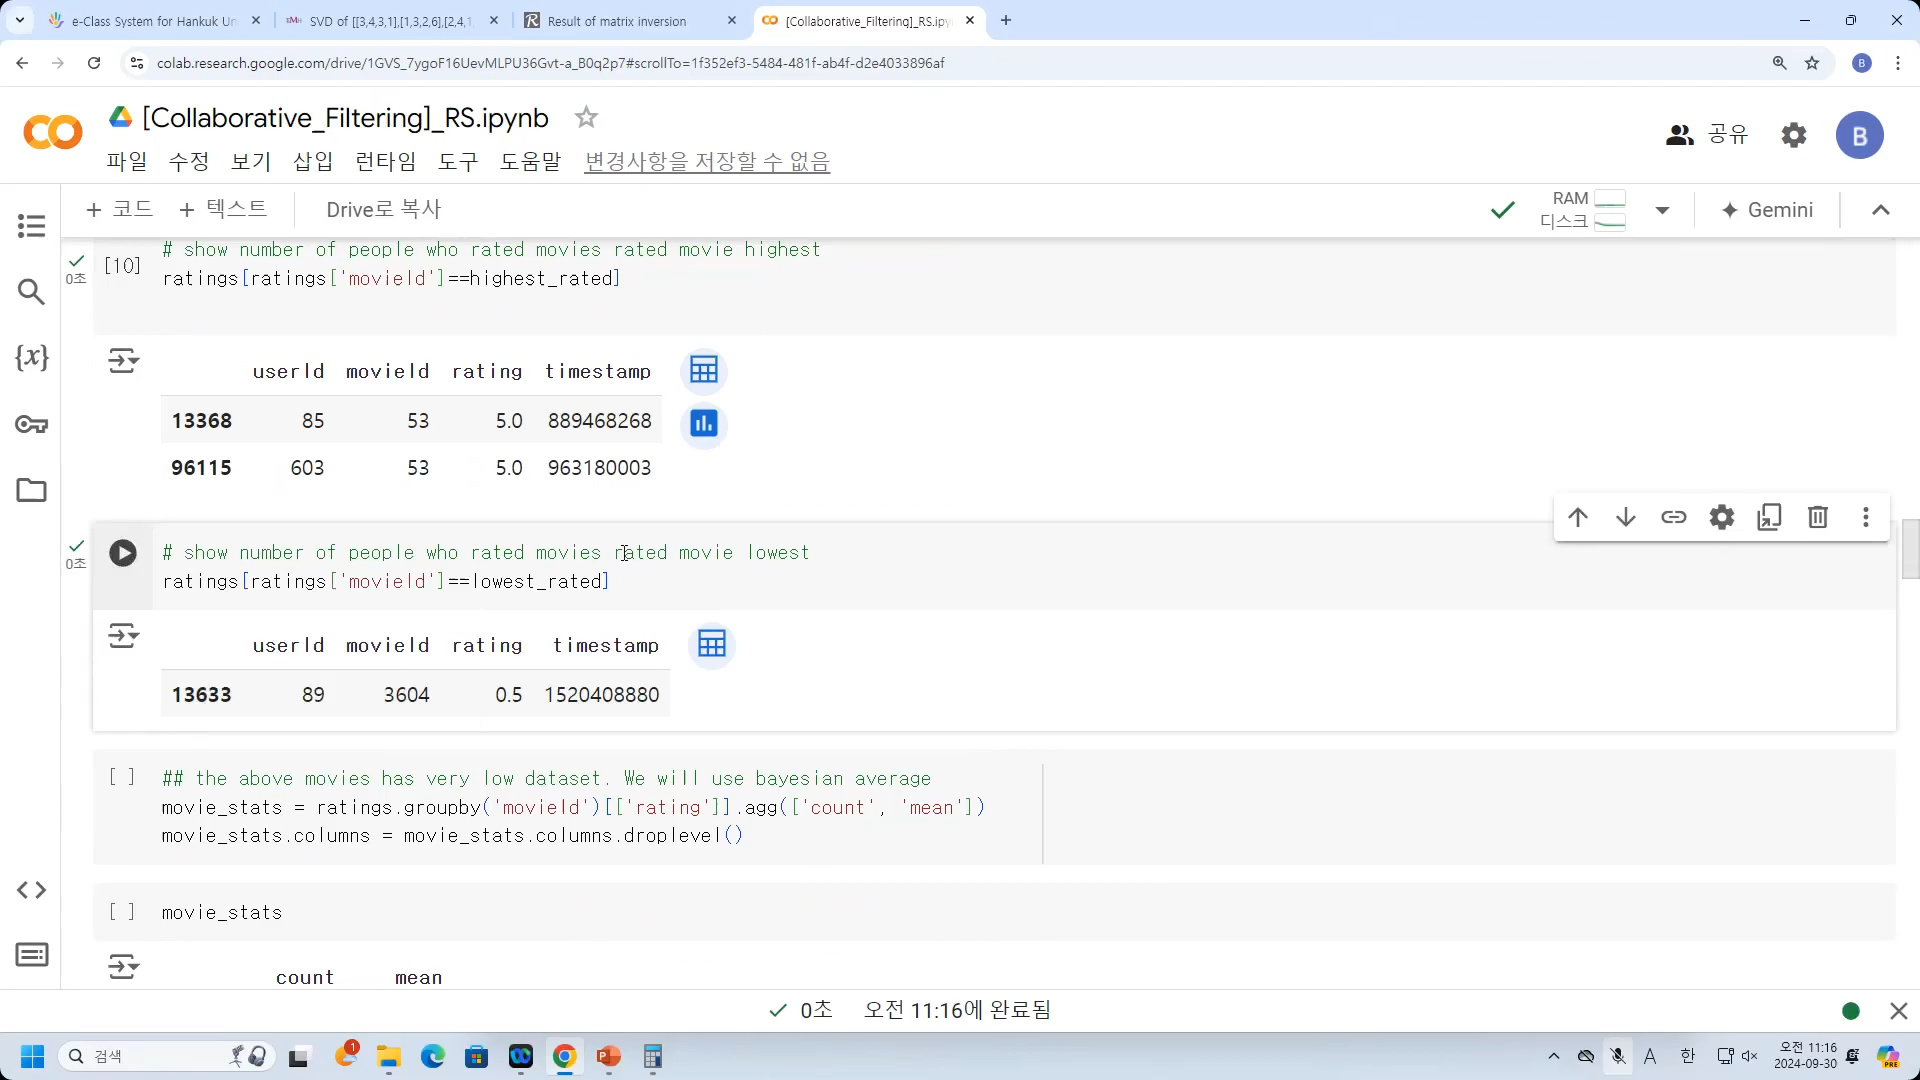 e-Class System for Hankuk Un
SVD of [[3,4,3,1],[1,3,2,6],[2,4,1
Result of matrix inversion
[Collaborative_Filtering]_RS.ipy
colab.research.google.com/drive/1GVS_7ygoF16UevMLPU36Gvt-a_B0q2p7#scrollTo=1f352ef3-5484-481f-ab4f-d2e4033896af
B
[Collaborative_Filtering]_RS.ipynb
공유
B
파일 수정 보기 삽입 런타임 도구 도움말 변경사항을 저장할 수 없음
+ 코드 + 텍스트 Drive로 복사
RAM
디스크
Gemini
# show number of people who rated movies rated movie highest
[10]
0초
ratings[ratings['movieId']==highest_rated]
userId movieId rating timestamp
13368 85 53 5.0 889468268
96115 603 53 5.0 963180003
# show number of people who rated movies rated movie lowest
0초
ratings[ratings['movieId']==lowest_rated]
userId movieId rating timestamp
13633 89 3604 0.5 1520408880
[ ] ## the above movies has very low dataset. We will use bayesian average
movie_stats = ratings.groupby('movieId')[['rating']].agg(['count', 'mean'])
movie_stats.columns = movie_stats.columns.droplevel()
[ ] movie_stats
count mean
0초 오전 11:16에 완료됨
검색
1
A
한
오전 11:16
2024-09-30
PRE